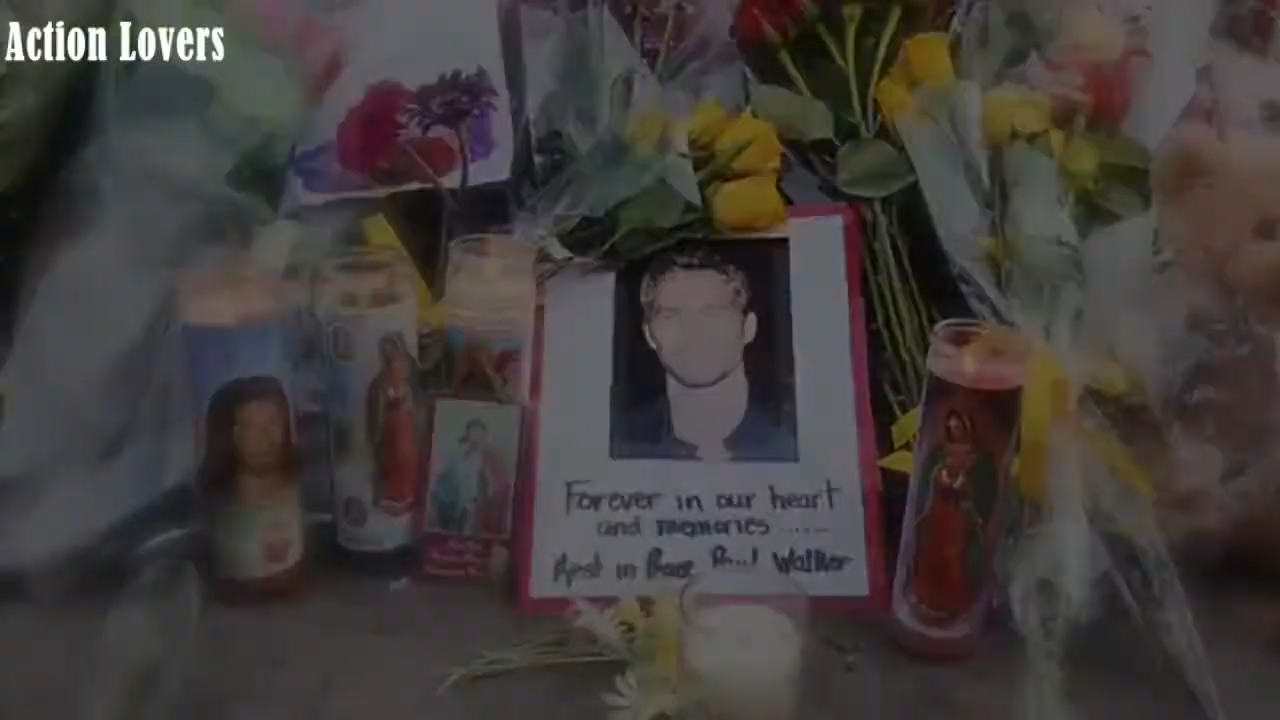 Action Lovers
Forever in our heart
and memories ......
Rest in Peace Paul Walker